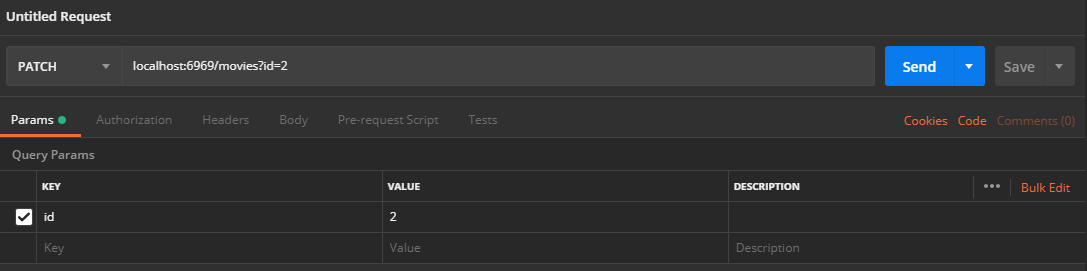 Untitled Request
PATCH localhost:6969/movies?id=2 Send Save
Params Authorization Headers Body Pre-request Script Tests Cookies Code Comments (0)
Query Params
KEY VALUE DESCRIPTION ••• Bulk Edit
id 2
Key Value Description